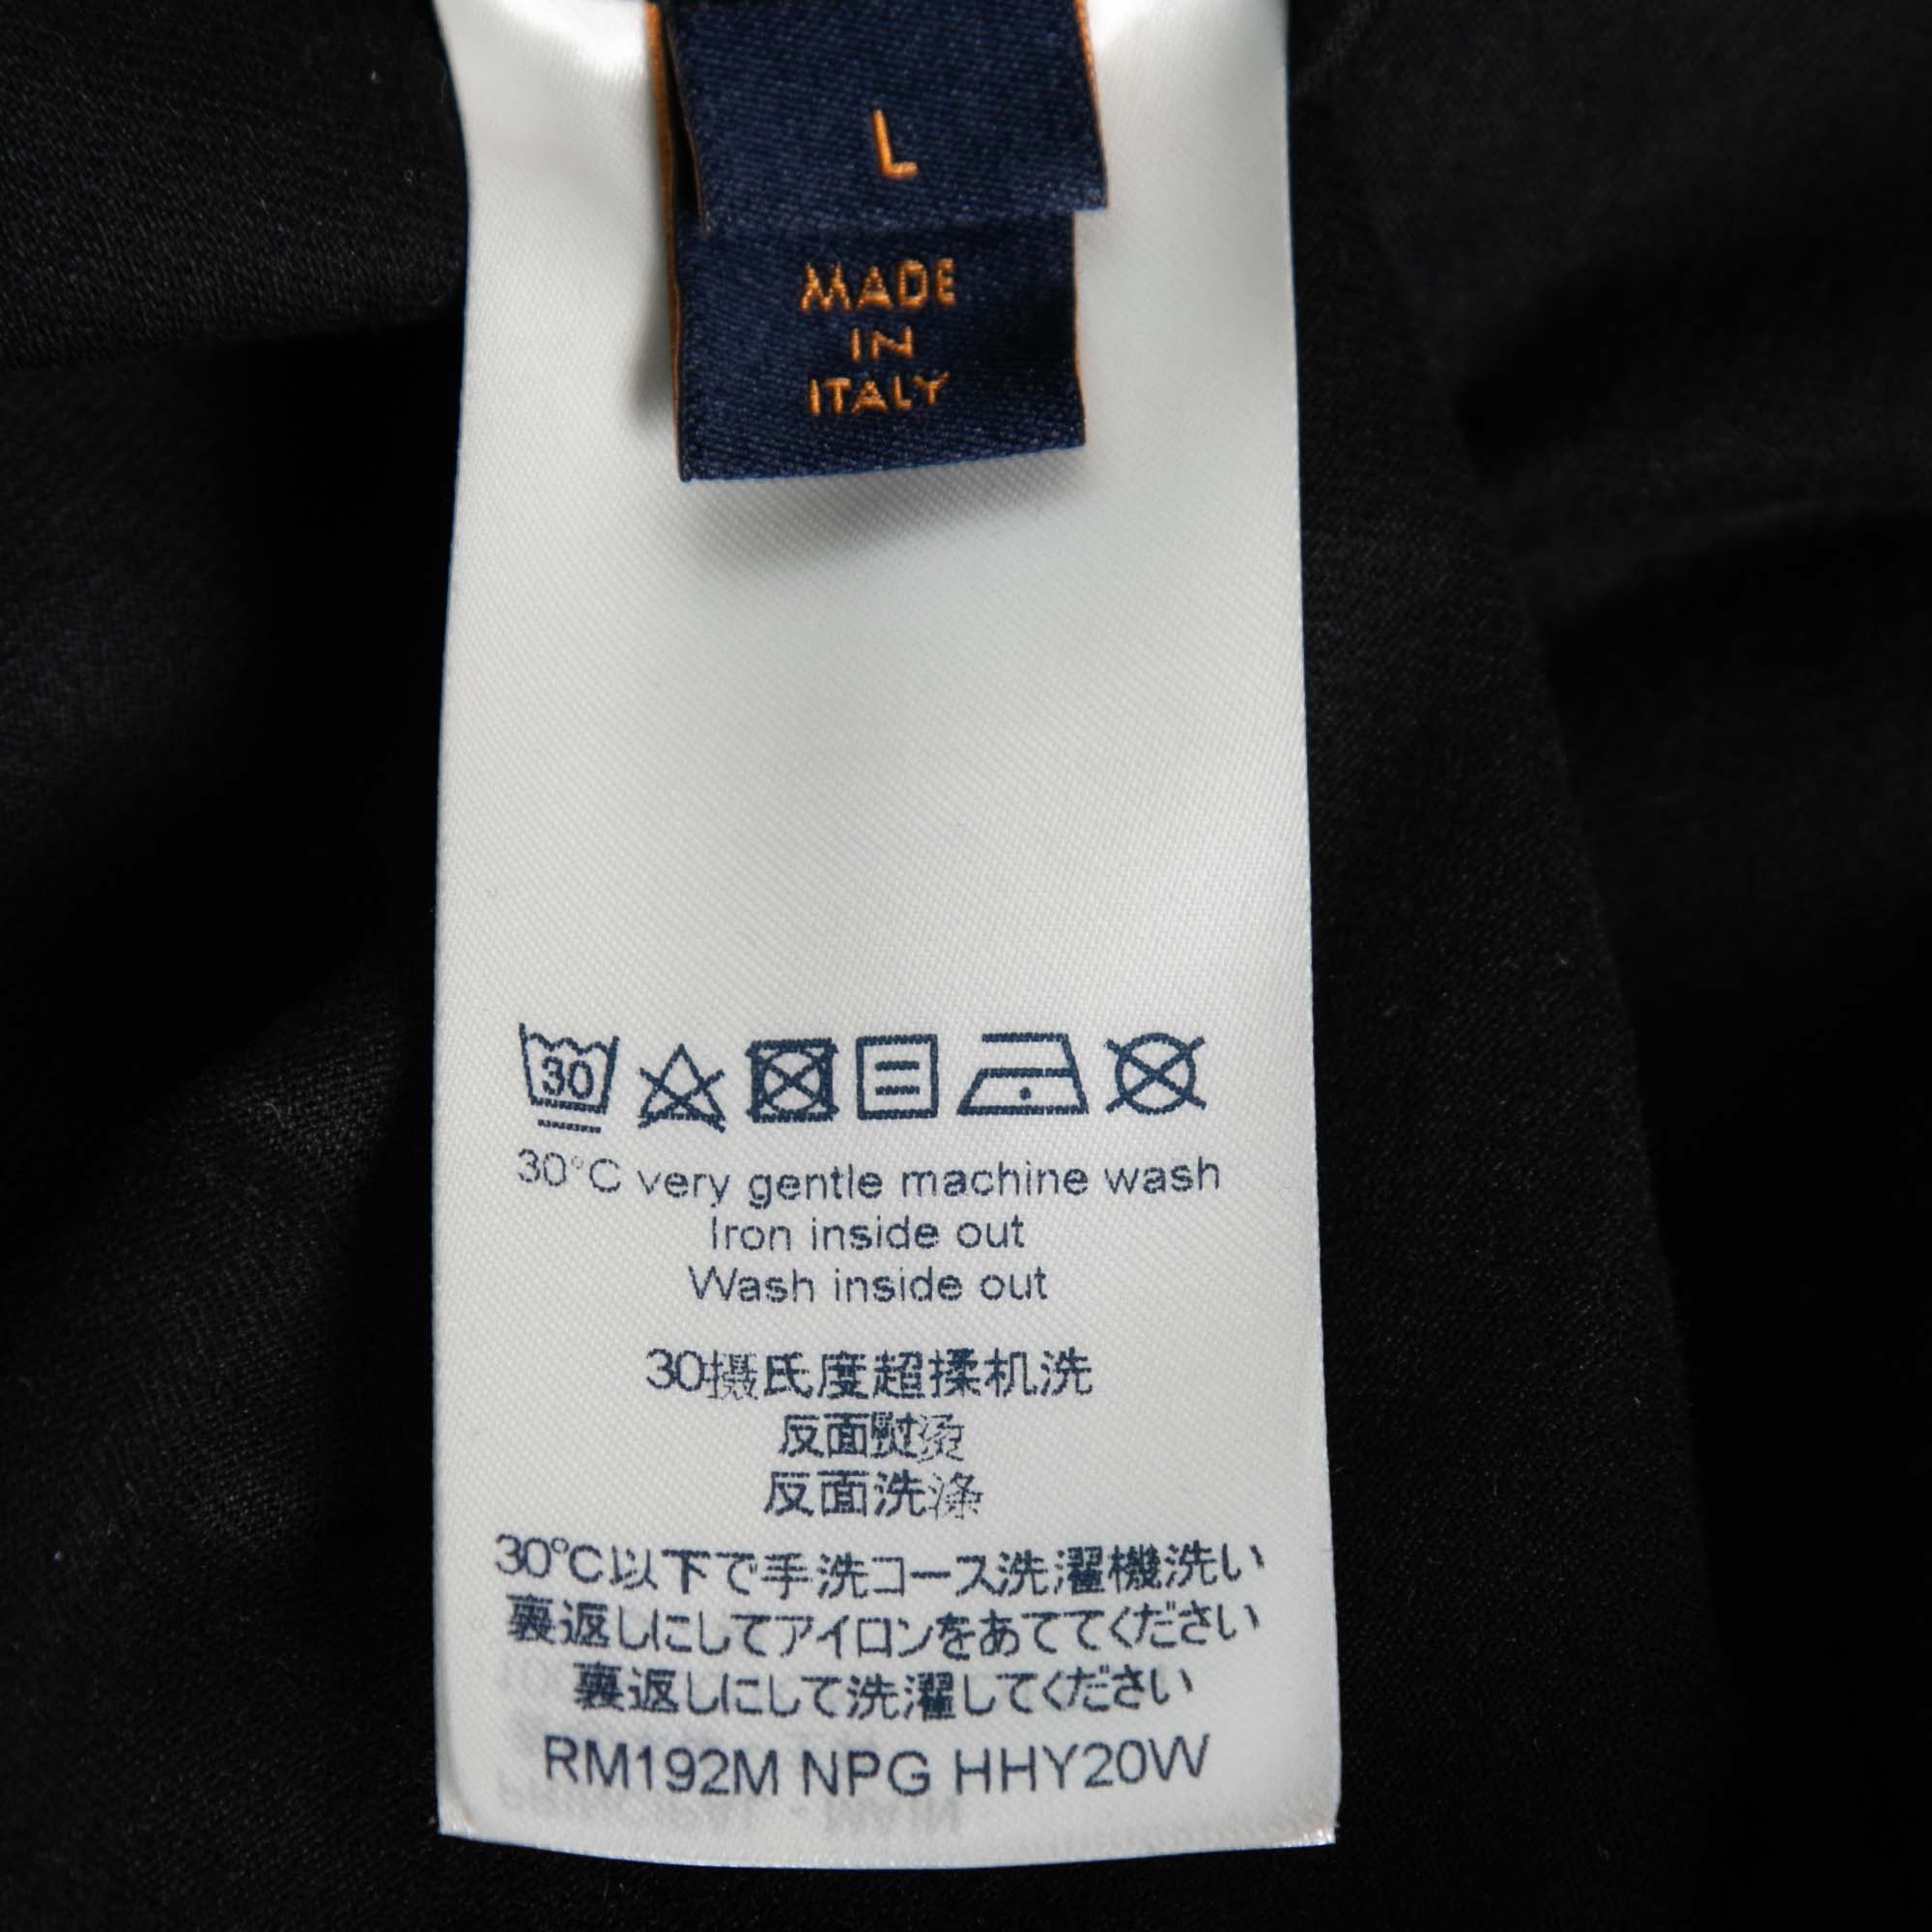 L
MADE
IN
ITALY
30
30°C very gentle machine wash
Iron inside out
Wash inside out
30摄氏度超揉机洗
反面熨烫
反面洗涤
30°C以下で手洗コース洗濯機洗い
裏返しにしてアイロンをあててください
裏返しにして洗濯してください
RM192M NPG HHY20W